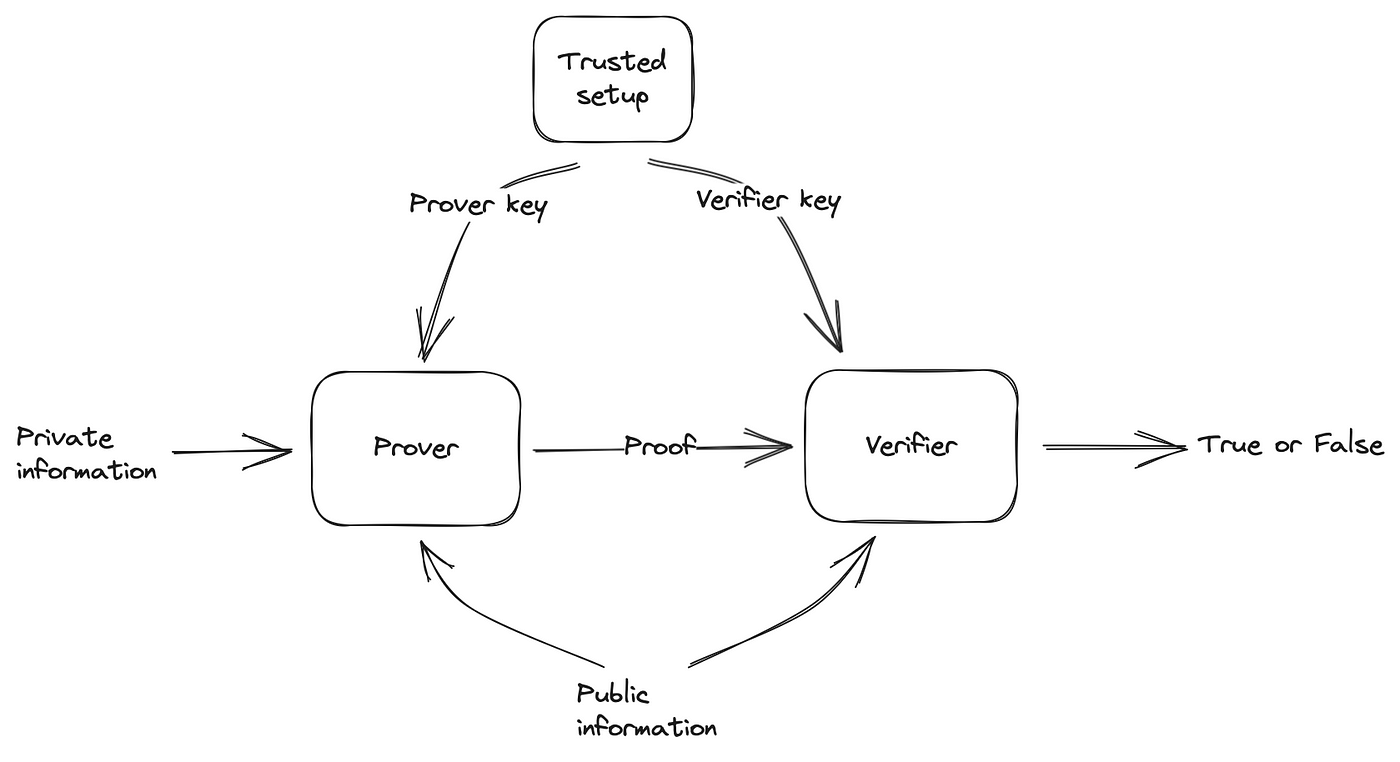 Trusted
setup
Prover key
Verifier key
Private
information
Prover
Proof
Verifier
True or False
Public
information